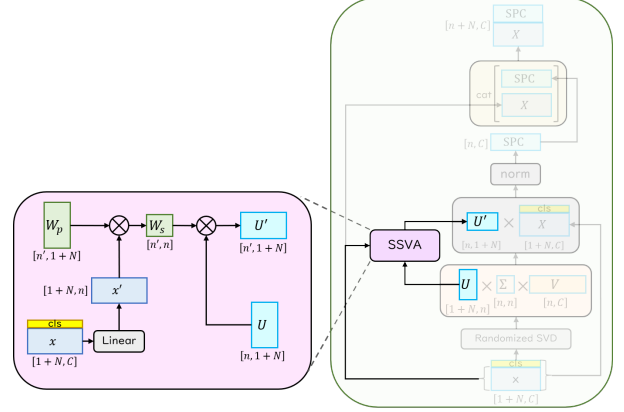 SPC
[n + N, C]
X
SPC
cat
X
[n, C]
SPC
norm
cls
U′ × X
[n, 1 + N]
[1 + N, C]
SSVA
U × Σ × V
[1 + N, n]
[n, n]
[n, C]
Randomized SVD
cls
×
[1 + N, C]
W_p
W_s
U′
[n′, 1 + N]
[n′, n]
[n′, 1 + N]
[1 + N, n]
x′
cls
x
Linear
U
[1 + N, C]
[n, 1 + N]